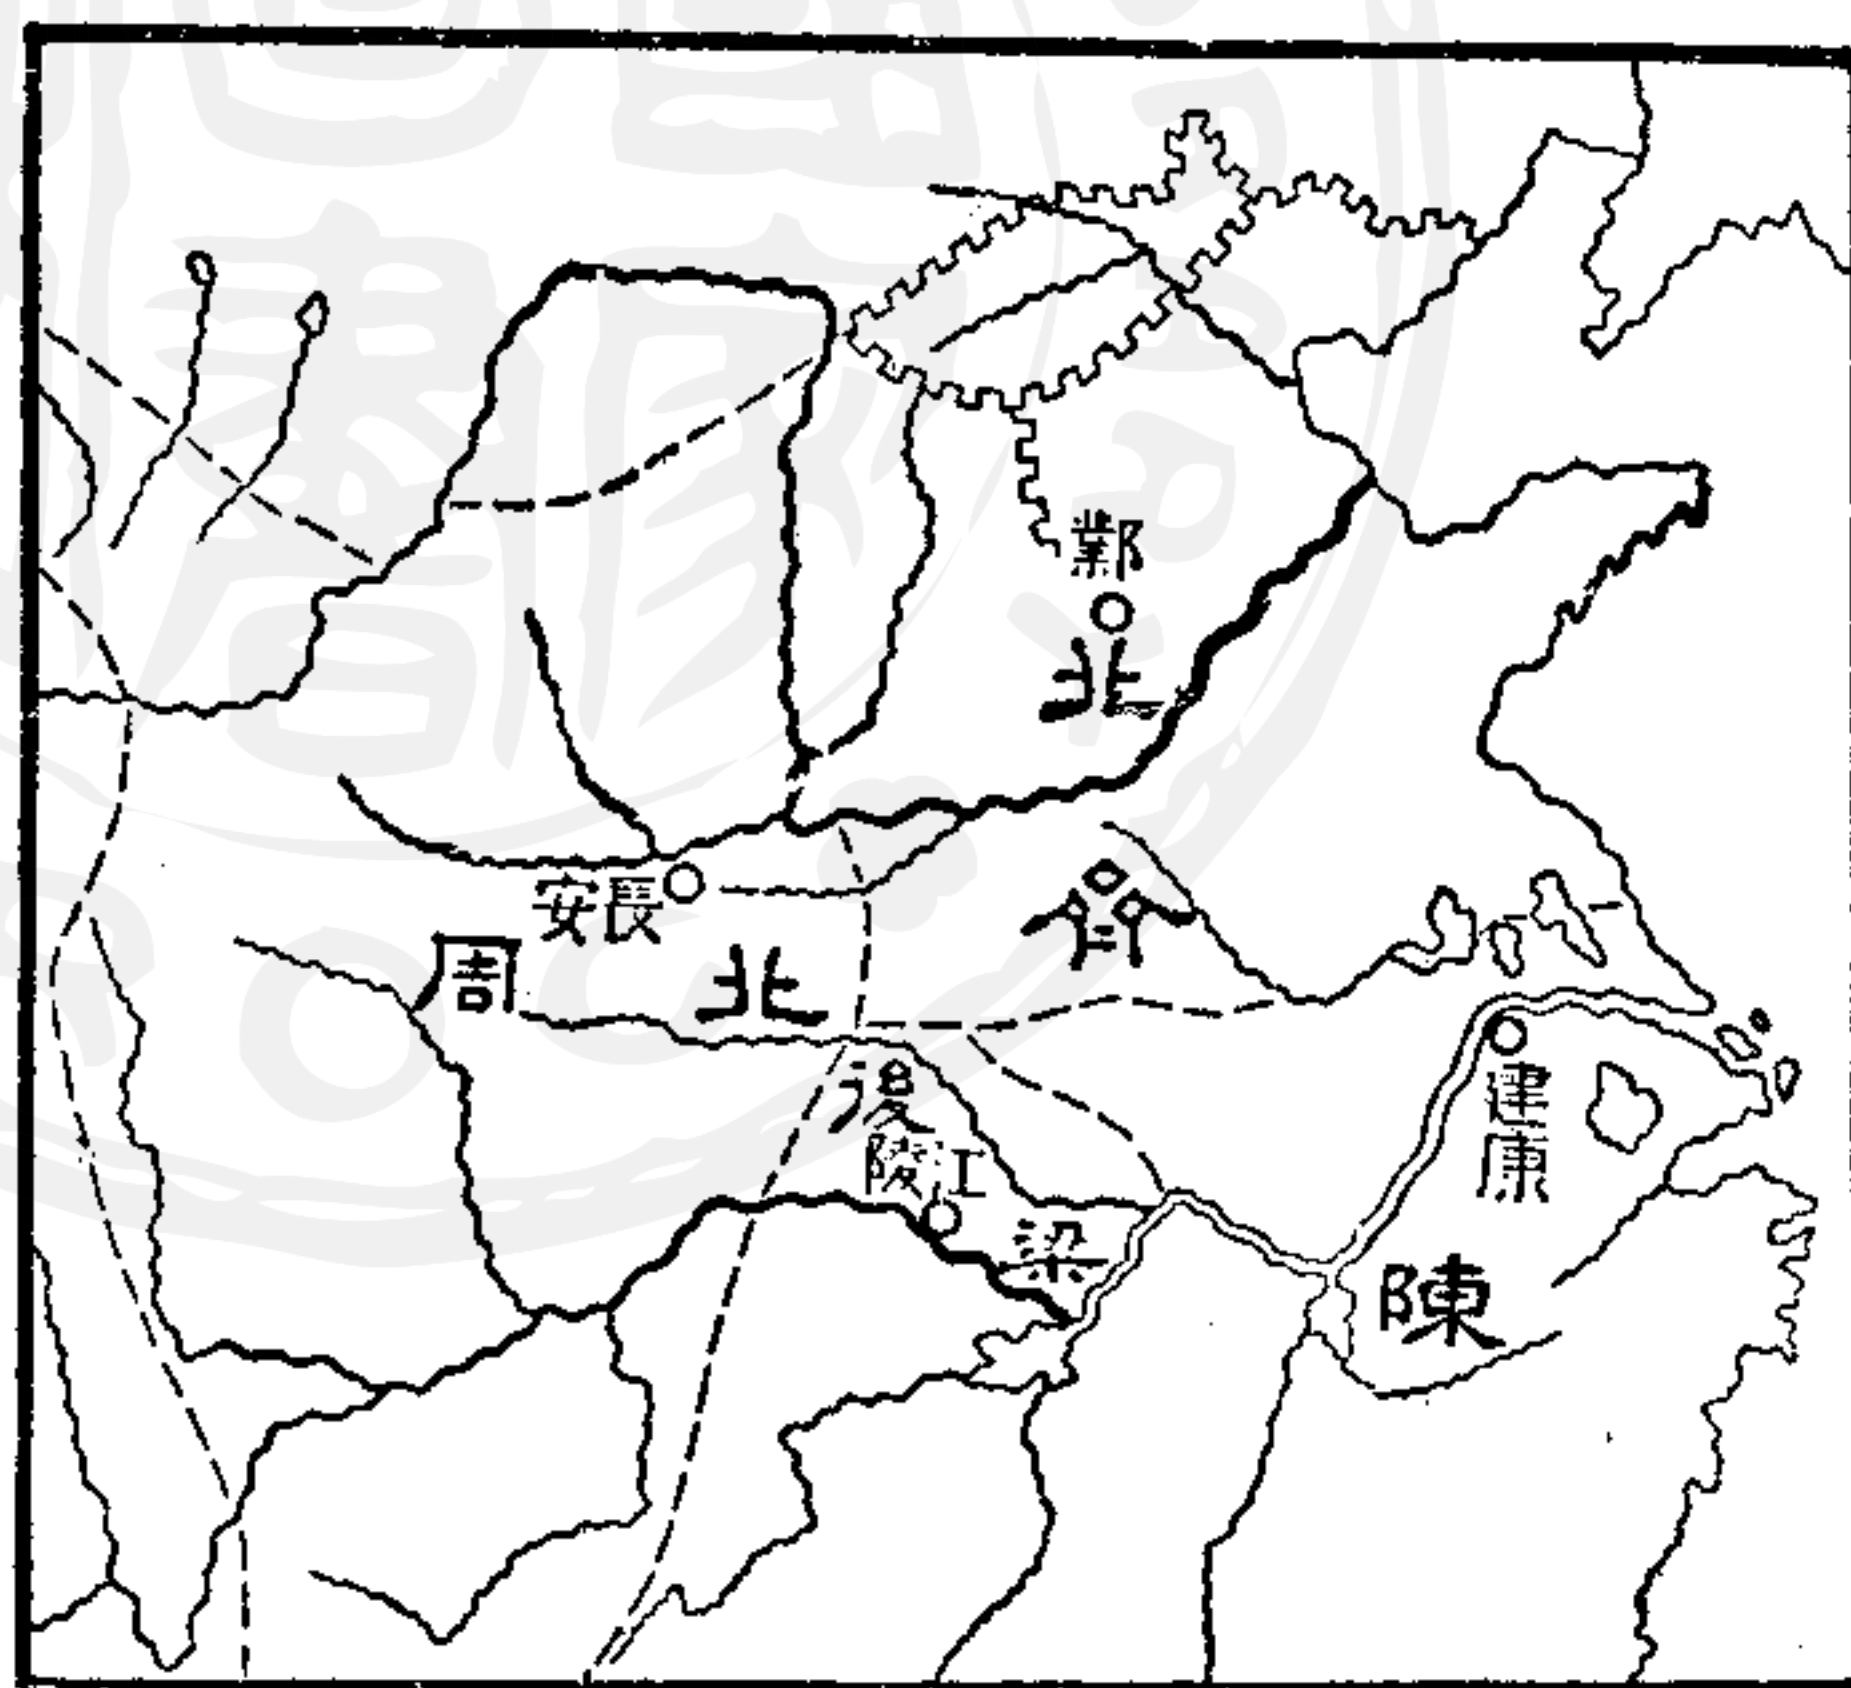 鄴
北
齊
安長
周
北
後
陵江
梁
建康
陳